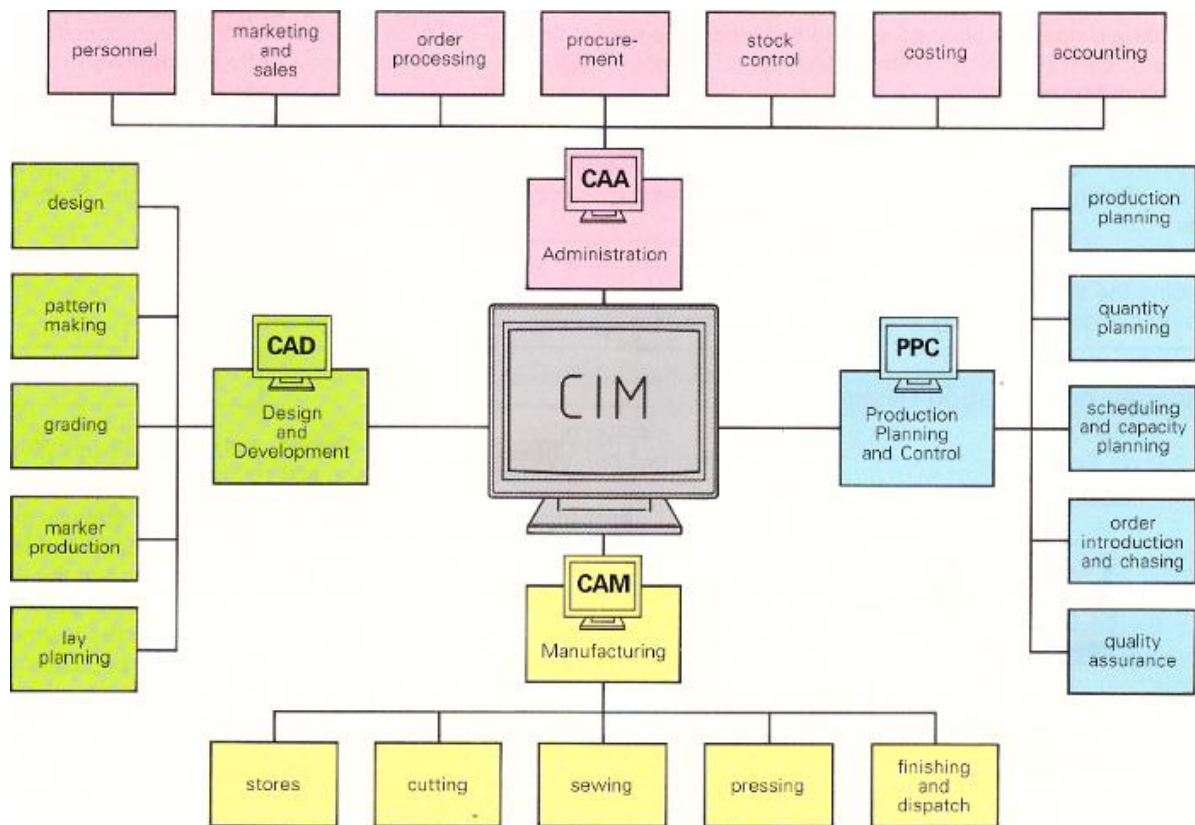 personnel
marketing
and
sales
order
processing
procure-
ment
stock
control
costing
accounting
CAA
Administration
design
pattern
making
grading
marker
production
lay
planning
CAD
Design
and
Development
CIM
PPC
Production
Planning
and Control
production
planning
quantity
planning
scheduling
and capacity
planning
order
introduction
and chasing
quality
assurance
CAM
Manufacturing
stores
cutting
sewing
pressing
finishing
and
dispatch